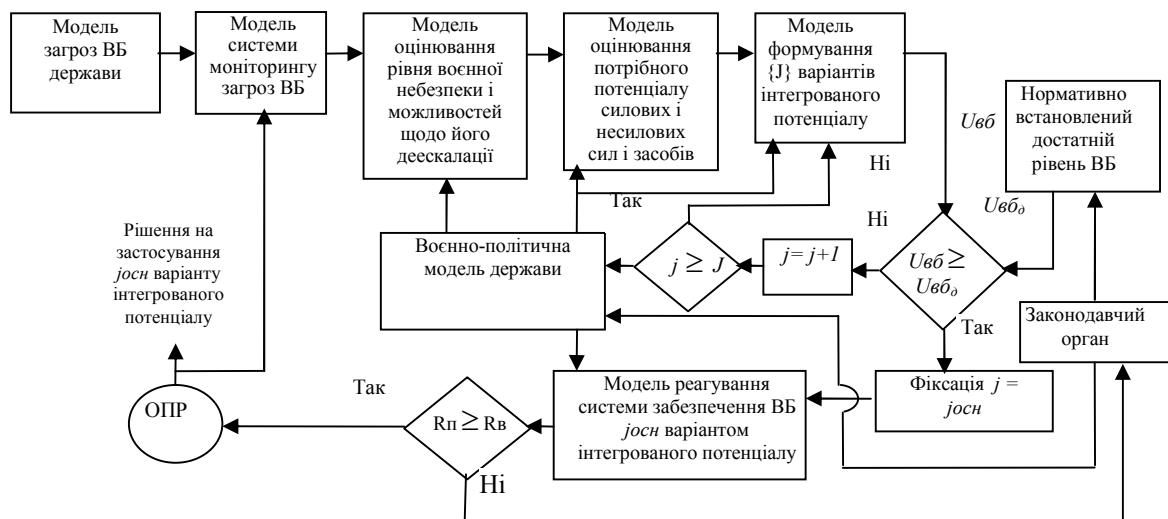 Модель
загроз ВБ
держави
Модель
системи
моніторингу
загроз ВБ
Модель
оцінювання
рівня воєнної
небезпеки і
можливостей
щодо його
деескалації
Модель
оцінювання
потрібного
потенціалу
силових і
несилових
сил і засобів
Модель
формування
{J} варіантів
інтегрованого
потенціалу
Uвб
Нормативно
встановлений
достатній
рівень ВБ
Ні
Так
Uвбд
Ні
Рішення на
застосування
jосн варіанту
інтегрованого
потенціалу
Воєнно-політична
модель держави
j ≥ J
j= j+1
Uвб ≥
Uвбд
Так
Законодавчий
орган
ОПР
Так
Rп ≥ Rв
Ні
Модель реагування
системи забезпечення ВБ
jосн варіантом
інтегрованого потенціалу
Фіксація j =
jосн